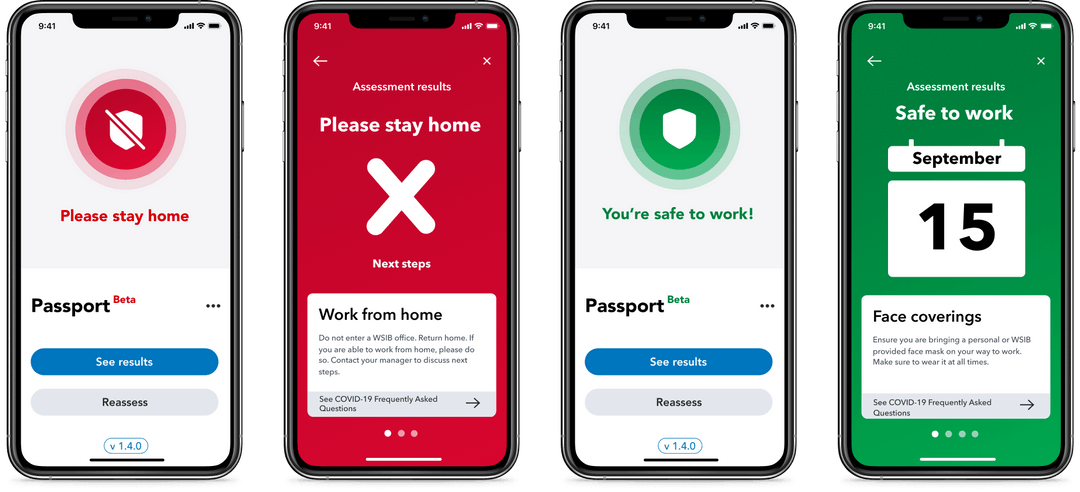 9:41
Please stay home
Passport Beta
See results
Reassess
v 1.4.0
9:41
Assessment results
Please stay home
Next steps
Work from home
Do not enter a WSIB office. Return home. If
you are able to work from home, please do
so. Contact your manager to discuss next
steps.
See COVID-19 Frequently Asked
Questions
9:41
You're safe to work!
Passport Beta
See results
Reassess
v 1.4.0
9:41
Assessment results
Safe to work
September
15
Face coverings
Ensure you are bringing a personal or WSIB
provided face mask on your way to work.
Make sure to wear it at all times.
See COVID-19 Frequently Asked
Questions